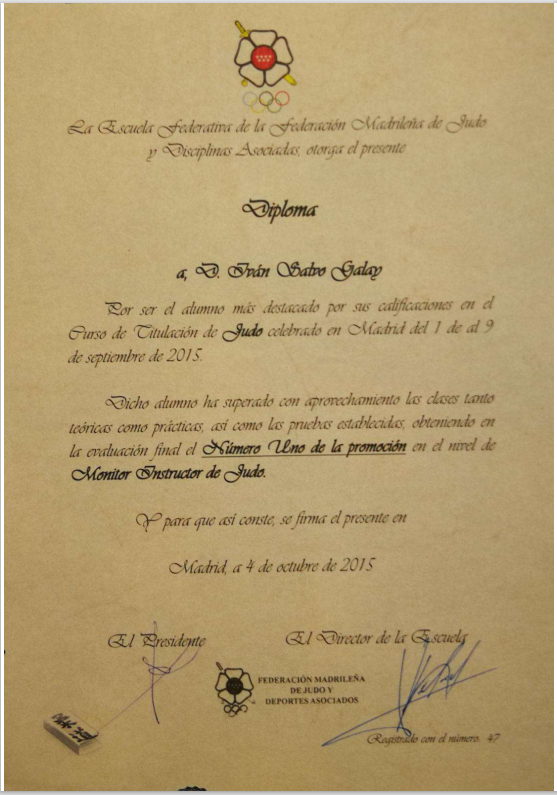 La Escuela Federativa de la Federación Madrileña de Judo
y Disciplinas Asociadas, otorga el presente
Diploma
a, D. Iván Salvo Galay
Por ser el alumno más destacado por sus calificaciones en el
Curso de Titulación de Judo celebrado en Madrid del 1 de al 9
de septiembre de 2015.
Dicho alumno ha superado con aprovechamiento las clases tanto
teóricas como prácticas, así como las pruebas establecidas, obteniendo en
la evaluación final el Número Uno de la promoción en el nivel de
Monitor Instructor de Judo.
Y para que así conste, se firma el presente en
Madrid, a 4 de octubre de 2015
El Presidente
El Director de la Escuela
FEDERACIÓN MADRILEÑA
DE JUDO Y
DEPORTES ASOCIADOS
Registrado con el número. 47